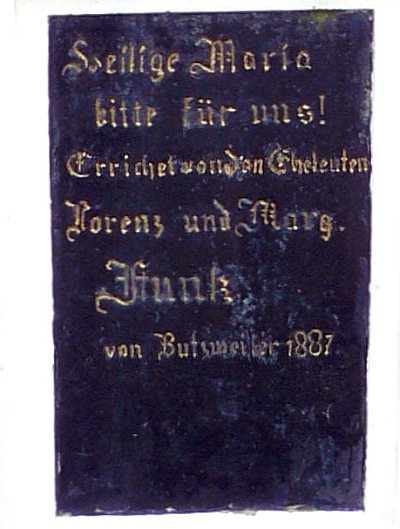 Heilige Maria
bitte für uns!
Errichet von den Eheleuten
Lorenz und Marg.
Funk
von Butzweiler 1887